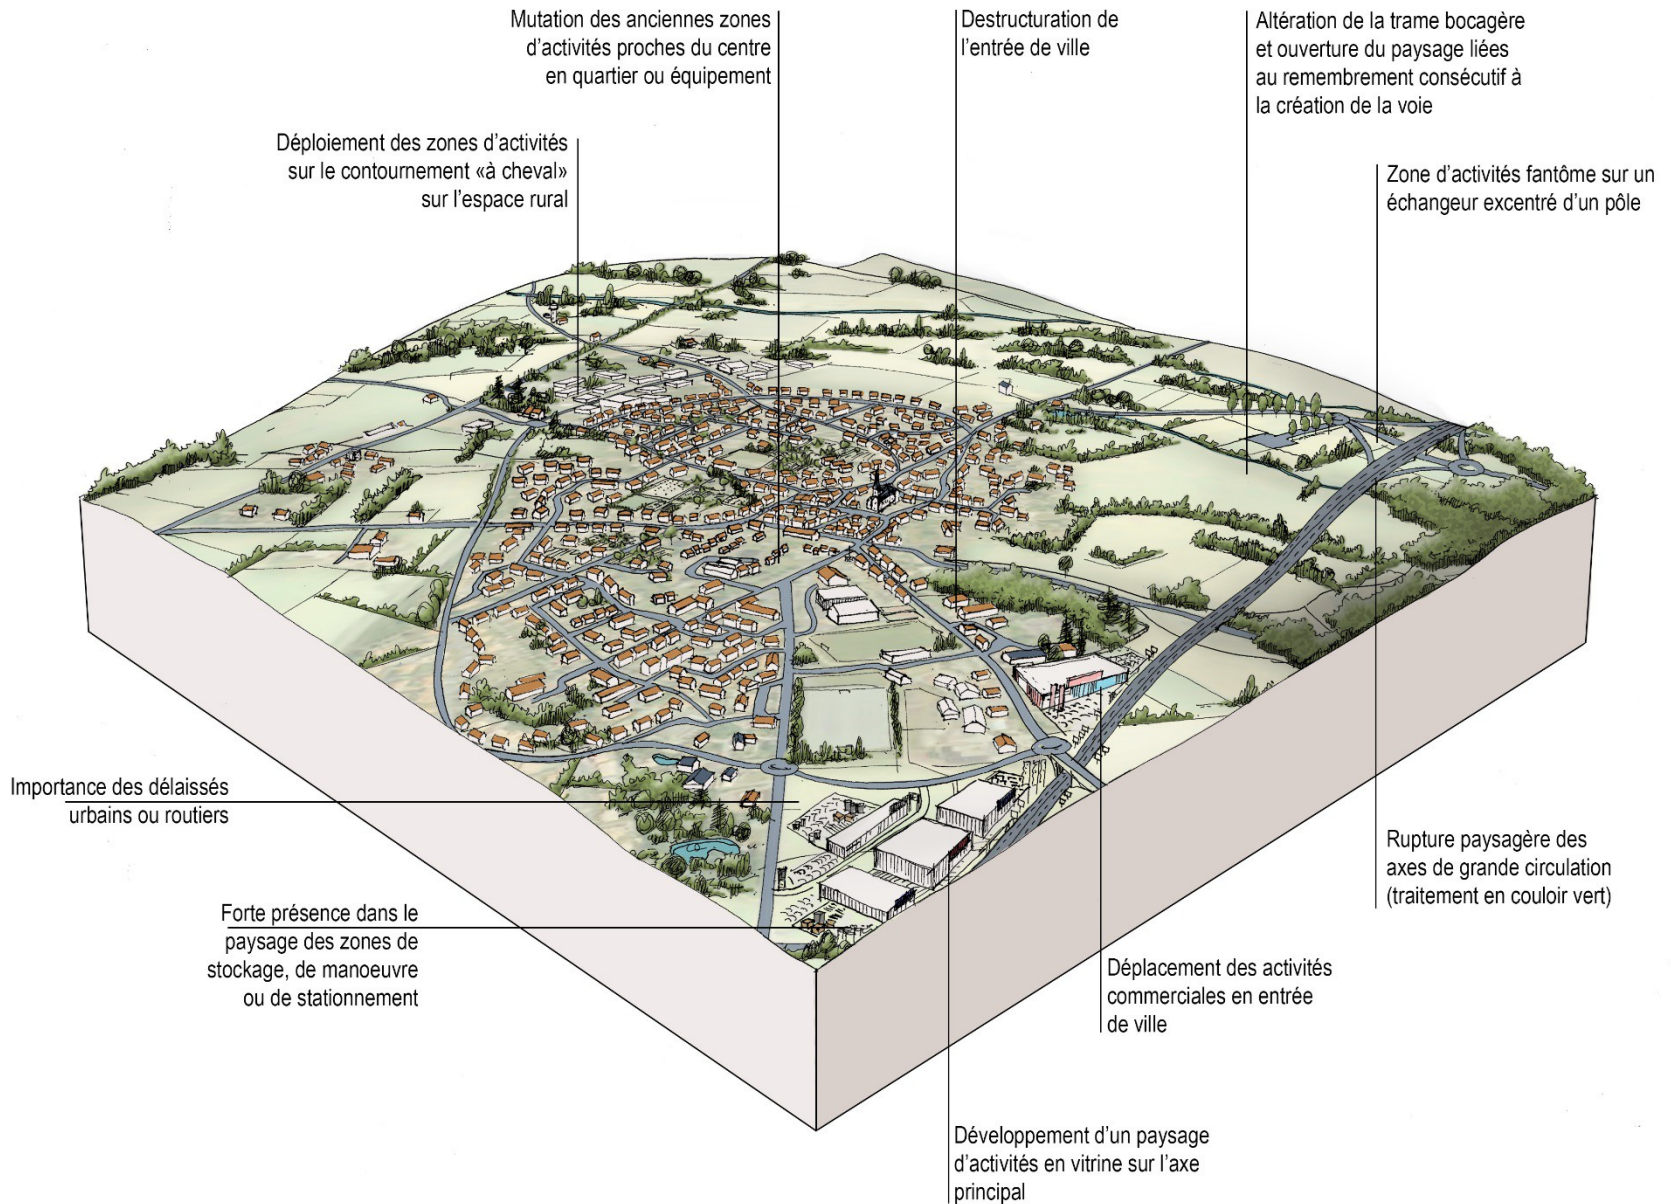 Mutation des anciennes zones
d'activités proches du centre
en quartier ou équipement
Destructuration de
l'entrée de ville
Altération de la trame bocagère
et ouverture du paysage liées
au remembrement consécutif à
la création de la voie
Déploiement des zones d'activités
sur le contournement «à cheval»
sur l'espace rural
Zone d'activités fantôme sur un
échangeur excentré d'un pôle
Importance des délaissés
urbains ou routiers
Forte présence dans le
paysage des zones de
stockage, de manoeuvre
ou de stationnement
Rupture paysagère des
axes de grande circulation
(traitement en couloir vert)
Déplacement des activités
commerciales en entrée
de ville
Développement d'un paysage
d'activités en vitrine sur l'axe
principal